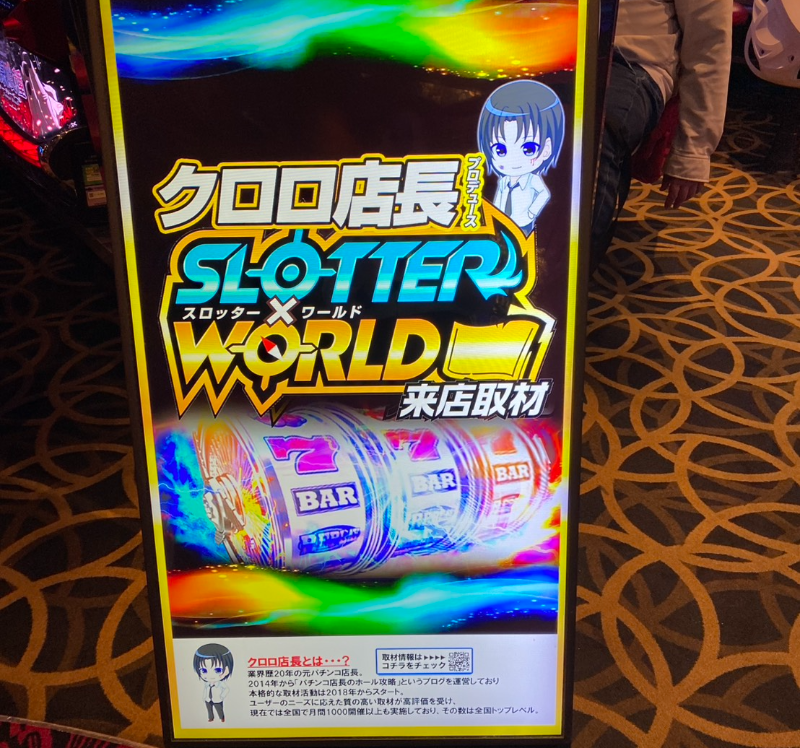 クロロ店長
プロデュース
SLOTTER
スロッター×ワールド
WORLD
来店取材
7 7
BAR BAR BAR
クロロ店長とは・・・?
取材情報は▶▶▶▶
コチラをチェック
業界歴20年の元パチンコ店長。
2014年から「パチンコ店長のホール攻略」というブログを運営しており
本格的な取材活動は2018年からスタート。
ユーザーのニーズに応えた質の高い取材が高評価を受け、
現在では全国で月間1000開催以上も実施しており、その数は全国トップレベル。